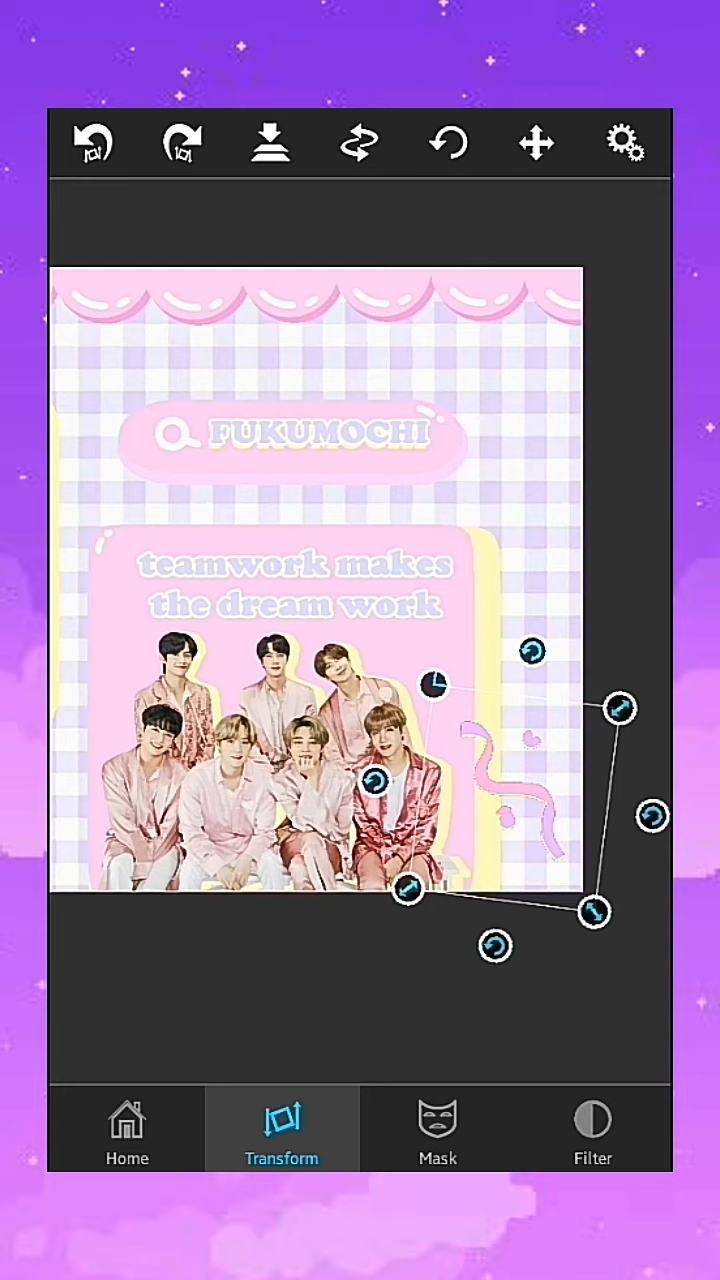 FUKUMOCHI
teamwork makes
the dream work
Home
Transform
Mask
Filter